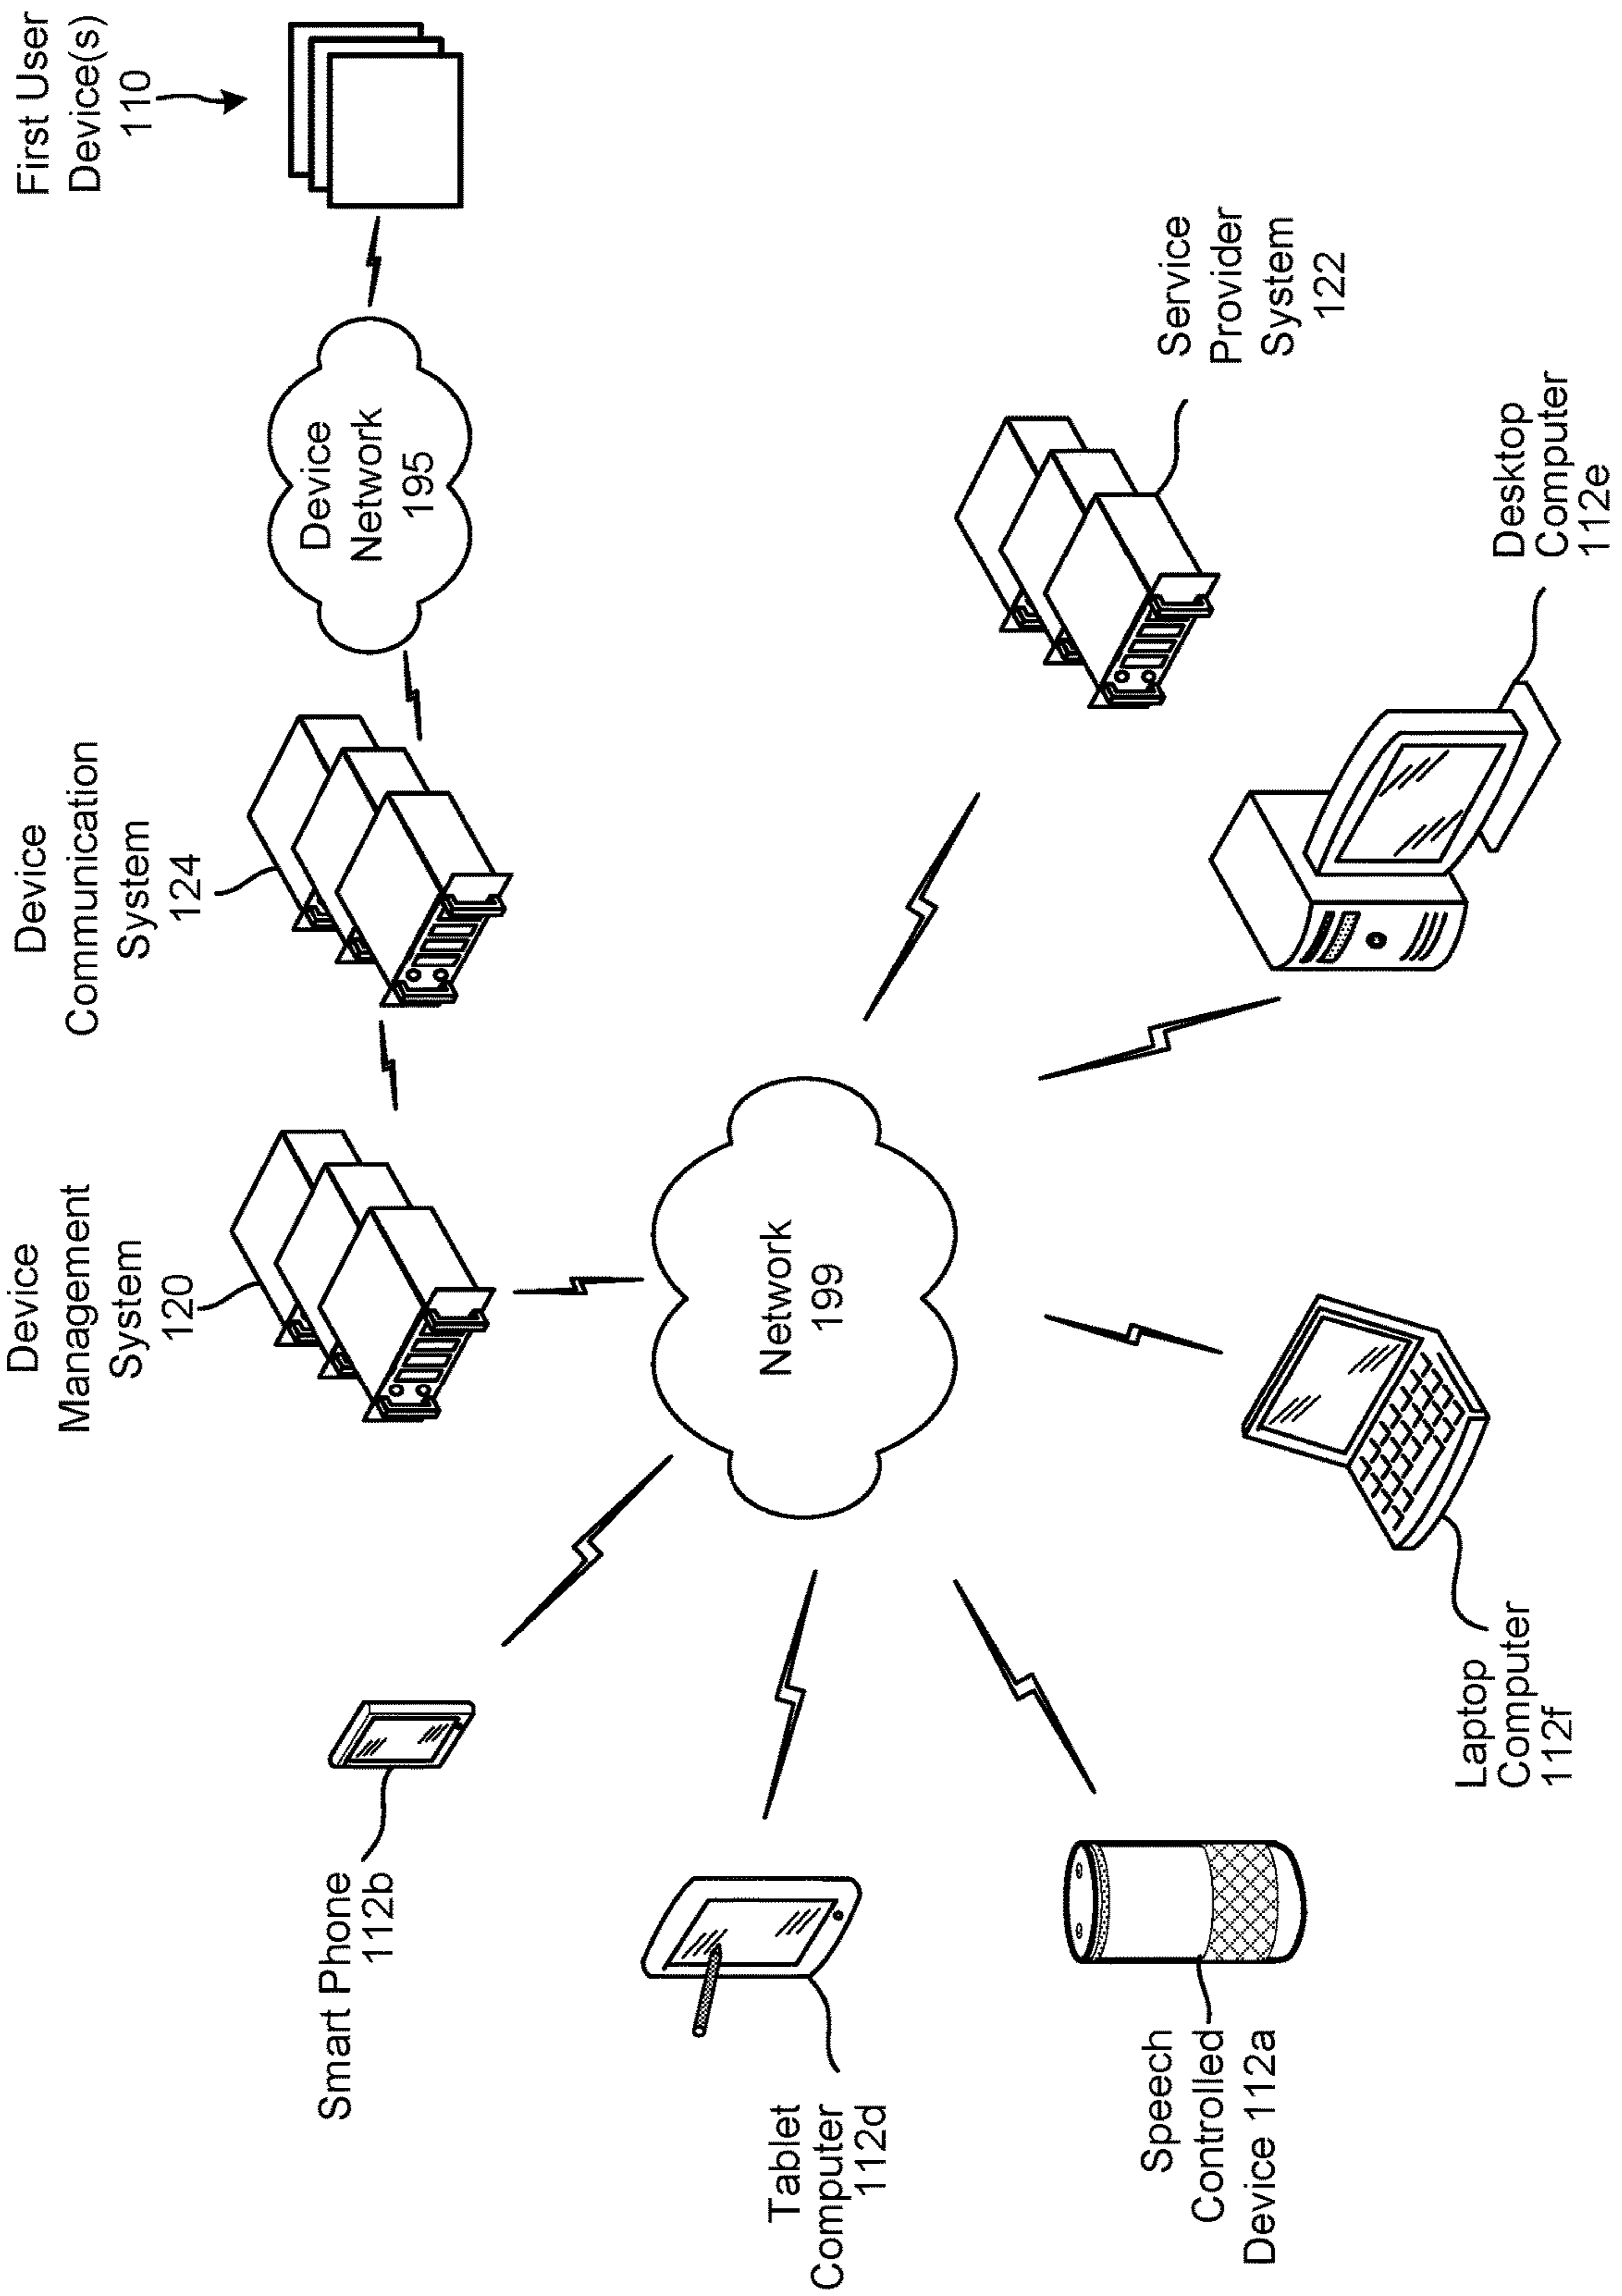 Device
Management
System
120
Device
Communication
System
124
First User
Device(s)
110
Device
Network
195
Smart Phone
112b
Network
199
Service
Provider
System
122
Tablet
Computer
112d
Speech
Controlled
Device 112a
Laptop
Computer
112f
Desktop
Computer
112e